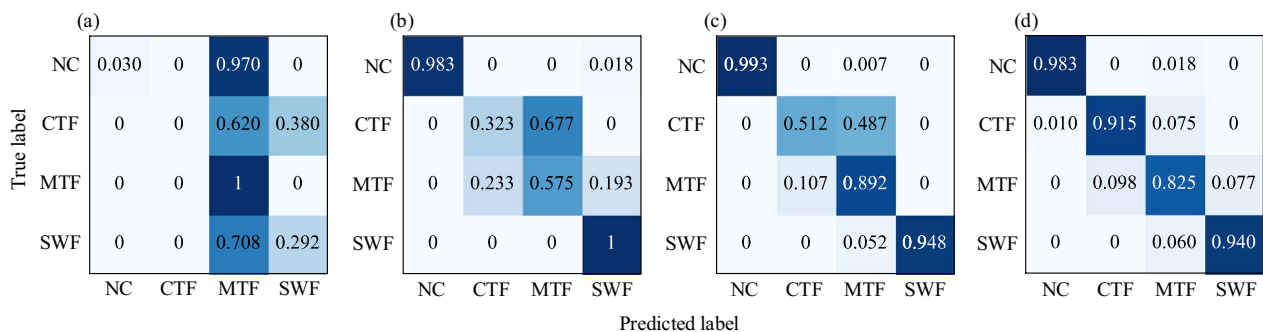 (a) (b) (c) (d)
NC 0.030 0 0.970 0 NC 0.983 0 0 0.018 NC 0.993 0 0.007 0 NC 0.983 0 0.018 0
CTF 0 0 0.620 0.380 CTF 0 0.323 0.677 0 CTF 0 0.512 0.487 0 CTF 0.010 0.915 0.075 0
MTF 0 0 1 0 MTF 0 0.233 0.575 0.193 MTF 0 0.107 0.892 0 MTF 0 0.098 0.825 0.077
SWF 0 0 0.708 0.292 SWF 0 0 0 1 SWF 0 0 0.052 0.948 SWF 0 0 0.060 0.940
NC CTF MTF SWF NC CTF MTF SWF NC CTF MTF SWF NC CTF MTF SWF
True label
Predicted label